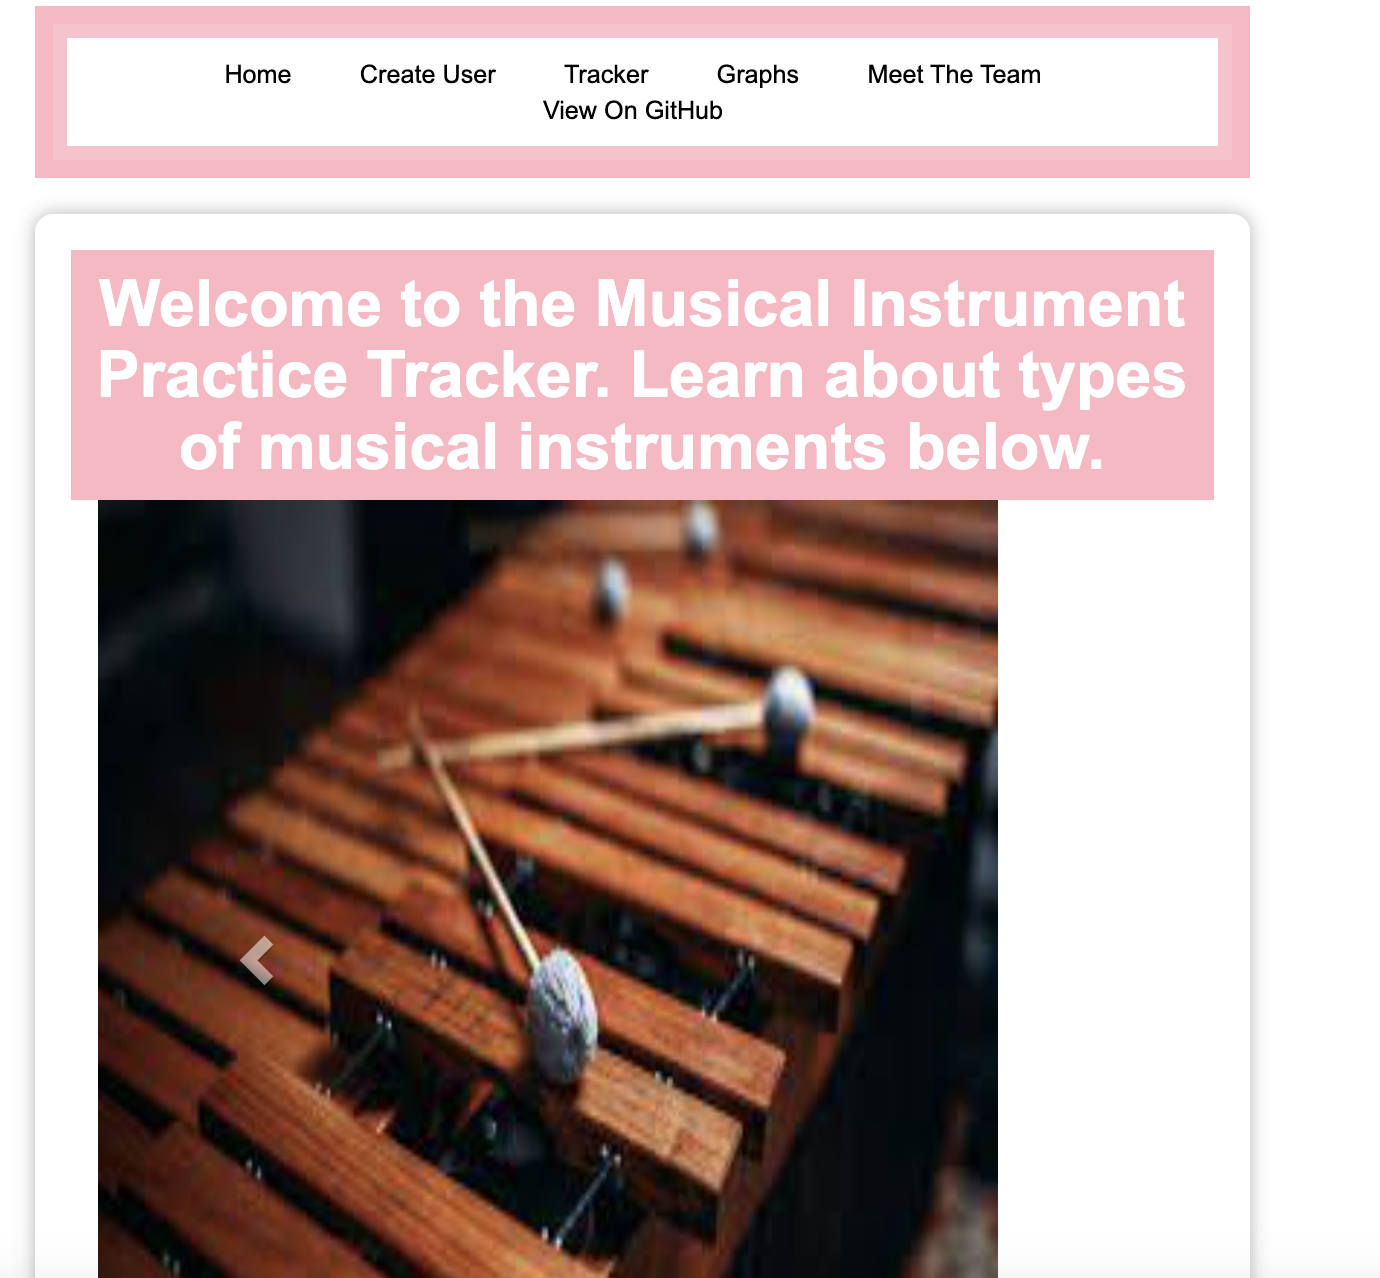 Home Create User Tracker Graphs Meet The Team
View On GitHub
Welcome to the Musical Instrument
Practice Tracker. Learn about types
of musical instruments below.